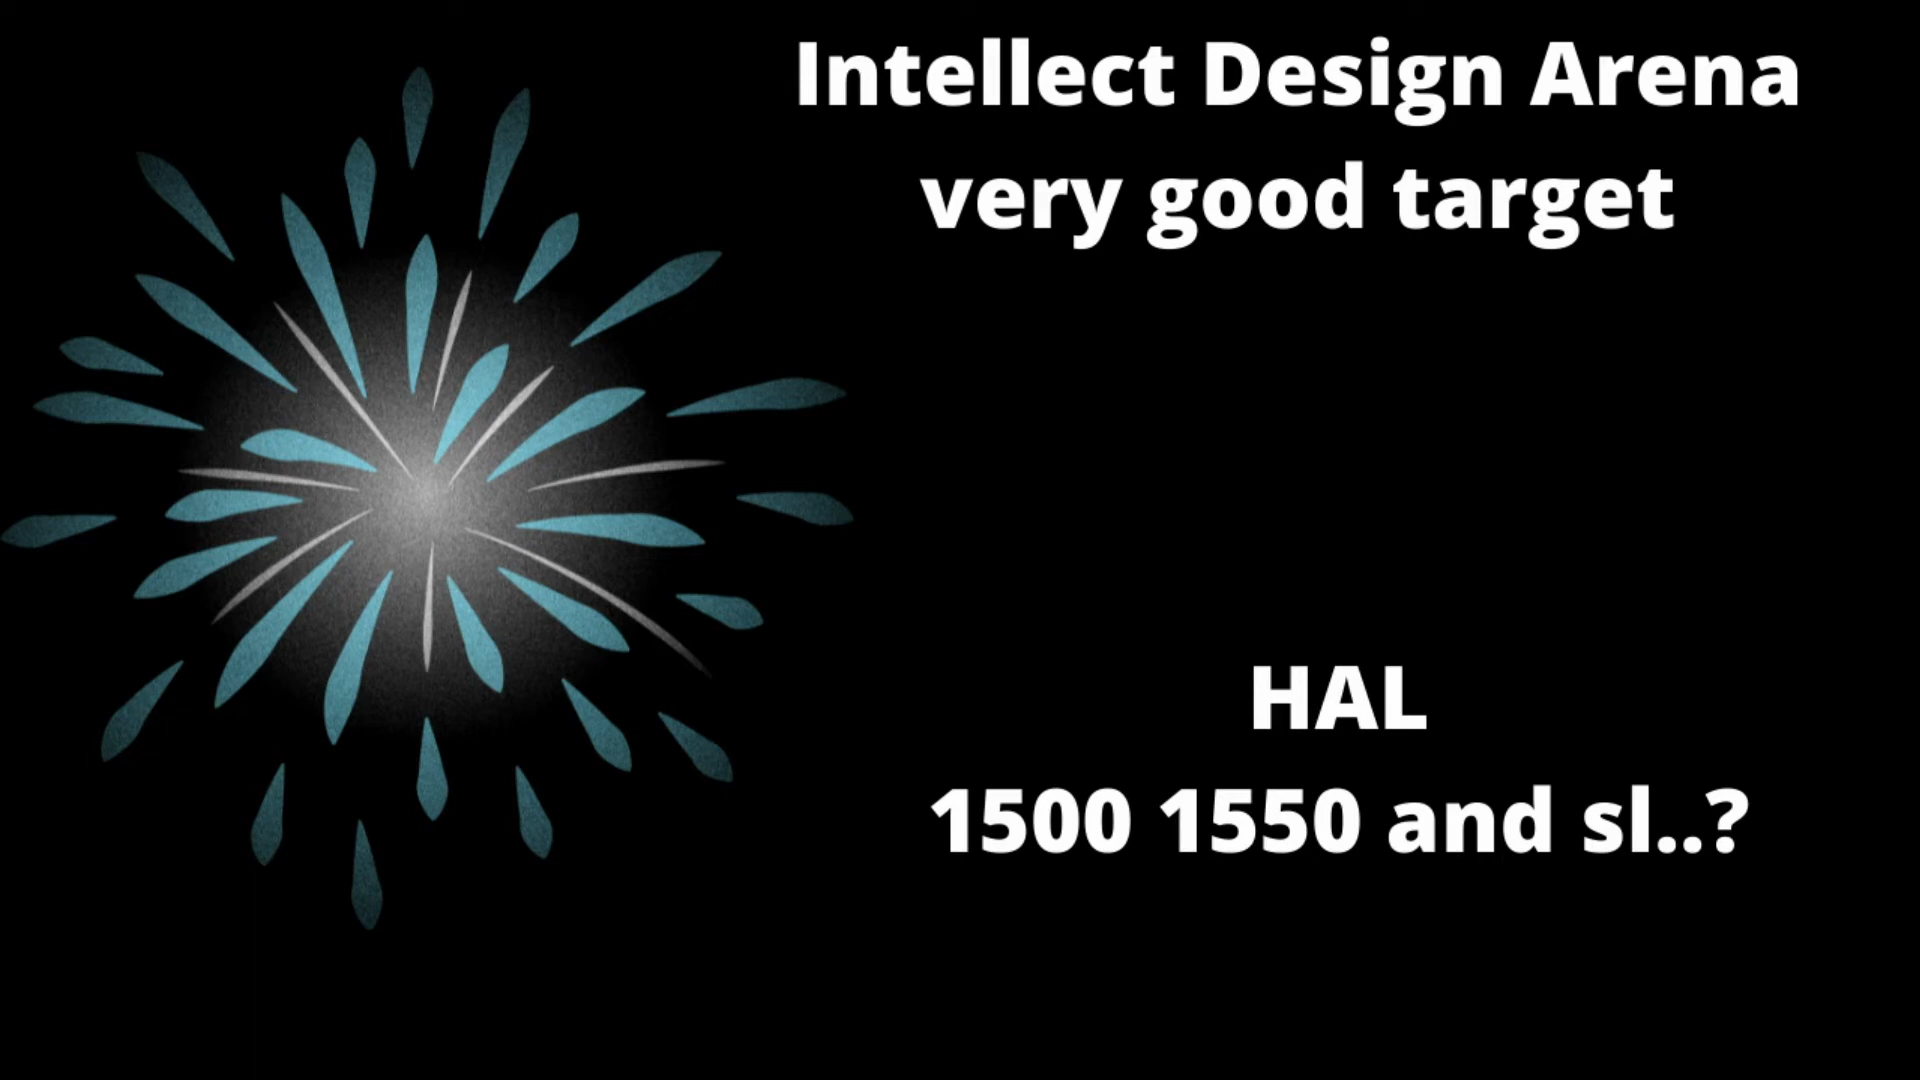 Intellect Design Arena
very good target
HAL
1500 1550 and sl..?